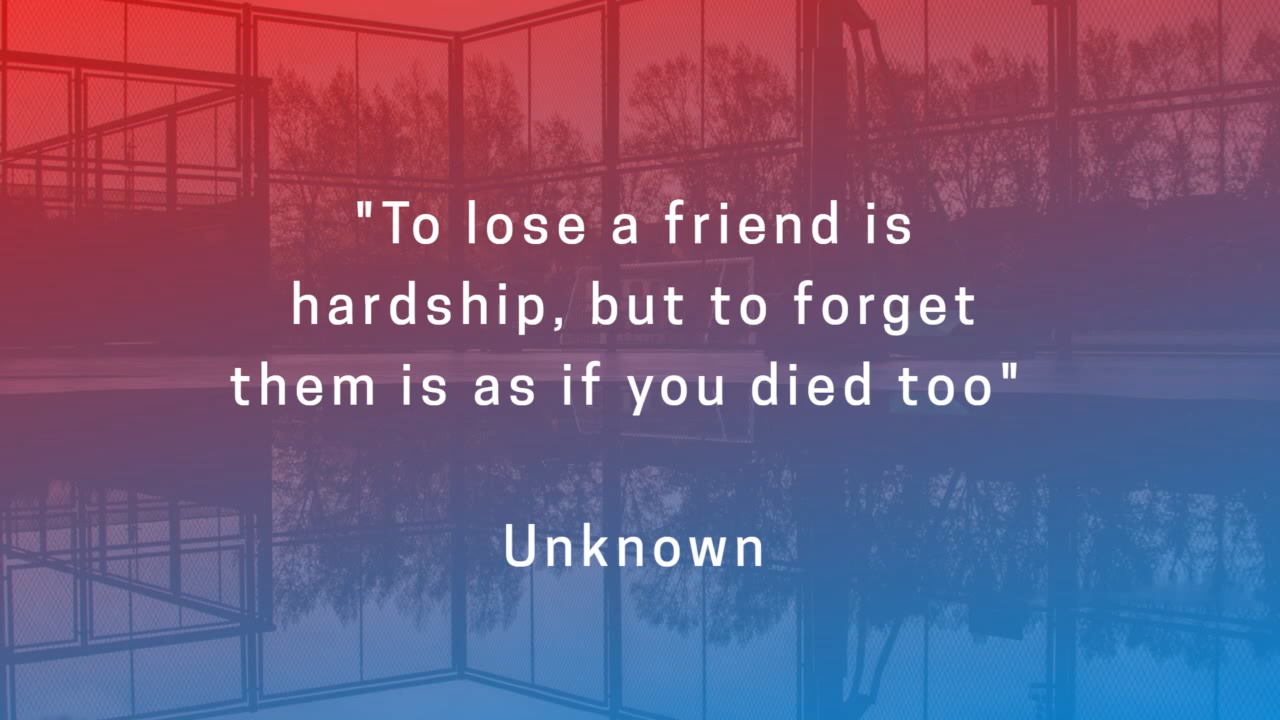 "To lose a friend is
hardship, but to forget
them is as if you died too"
Unknown